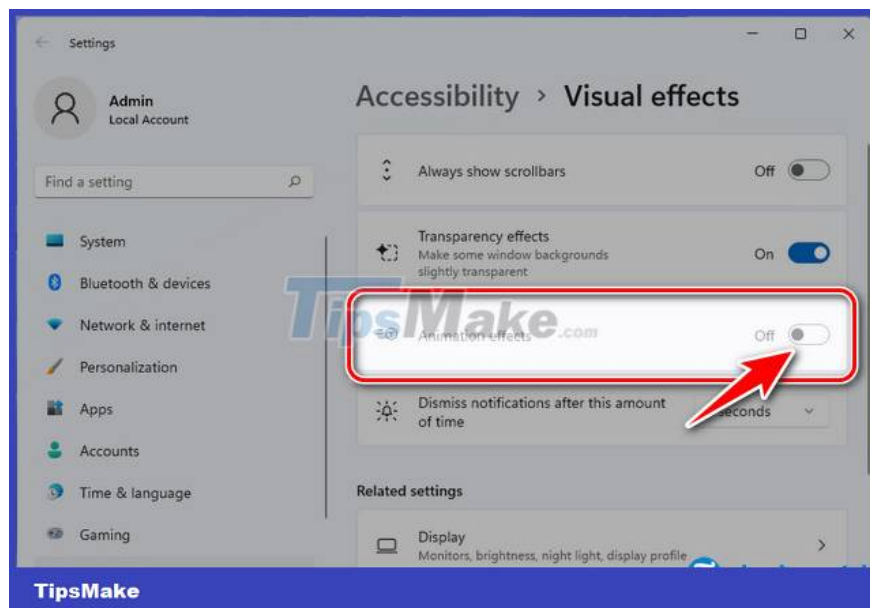 Settings
Admin
Local Account
Find a setting
System
Bluetooth & devices
Network & internet
Personalization
Apps
Accounts
Time & language
Gaming
Accessibility > Visual effects
Always show scrollbars Off
Transparency effects
Make some window backgrounds
slightly transparent
On
TipsMake.com
Animation effects Off
Dismiss notifications after this amount
of time
seconds
Related settings
Display
Monitors, brightness, night light, display profile
TipsMake